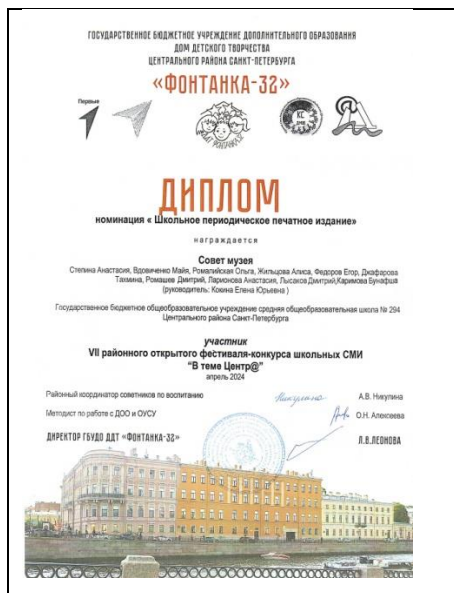 ГОСУДАРСТВЕННОЕ БЮДЖЕТНОЕ УЧРЕЖДЕНИЕ ДОПОЛНИТЕЛЬНОГО ОБРАЗОВАНИЯ
ДОМ ДЕТСКОГО ТВОРЧЕСТВА
ЦЕНТРАЛЬНОГО РАЙОНА САНКТ-ПЕТЕРБУРГА
«ФОНТАНКА-32»
Первые
КС
ДИПЛОМ
номинация « Школьное периодическое печатное издание»
награждается
Совет музея
Степина Анастасия, Вдовиченко Майя, Ромалийская Ольга, Жильцова Алиса, Федоров Егор, Джафарова
Тахмина, Ромашев Дмитрий, Ларионова Анастасия, Лысаков Дмитрий,Каримова Бунафша
(руководитель: Кокина Елена Юрьевна )
Государственное бюджетное общеобразовательное учреждение средняя общеобразовательная школа № 294
Центрального района Санкт-Петербурга
участник
VII районного открытого фестиваля-конкурса школьных СМИ
"В теме Центр@"
апрель 2024
Районный координатор советников по воспитанию А.В. Никулина
Методист по работе с ДОО и ОУСУ О.Н. Алексеева
ДИРЕКТОР ГБУДО ДДТ «ФОНТАНКА-32» Л.В.ЛЕОНОВА